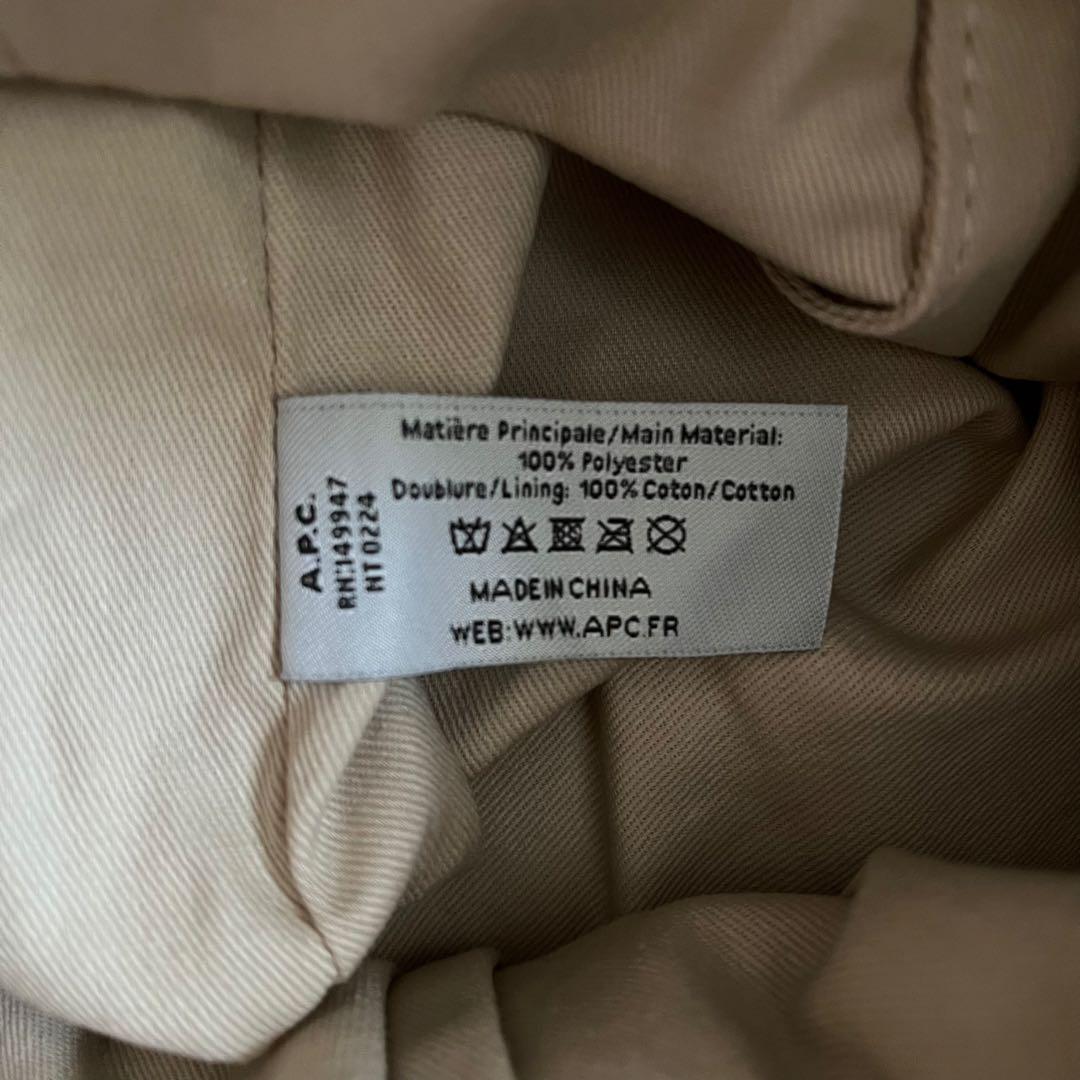 Matière Principale/Main Material:
100% Polyester
Doublure/Lining: 100% Coton/Cotton
MADE IN CHINA
WEB:WWW.APC.FR
A.P.C.
RN:149947
HT0224